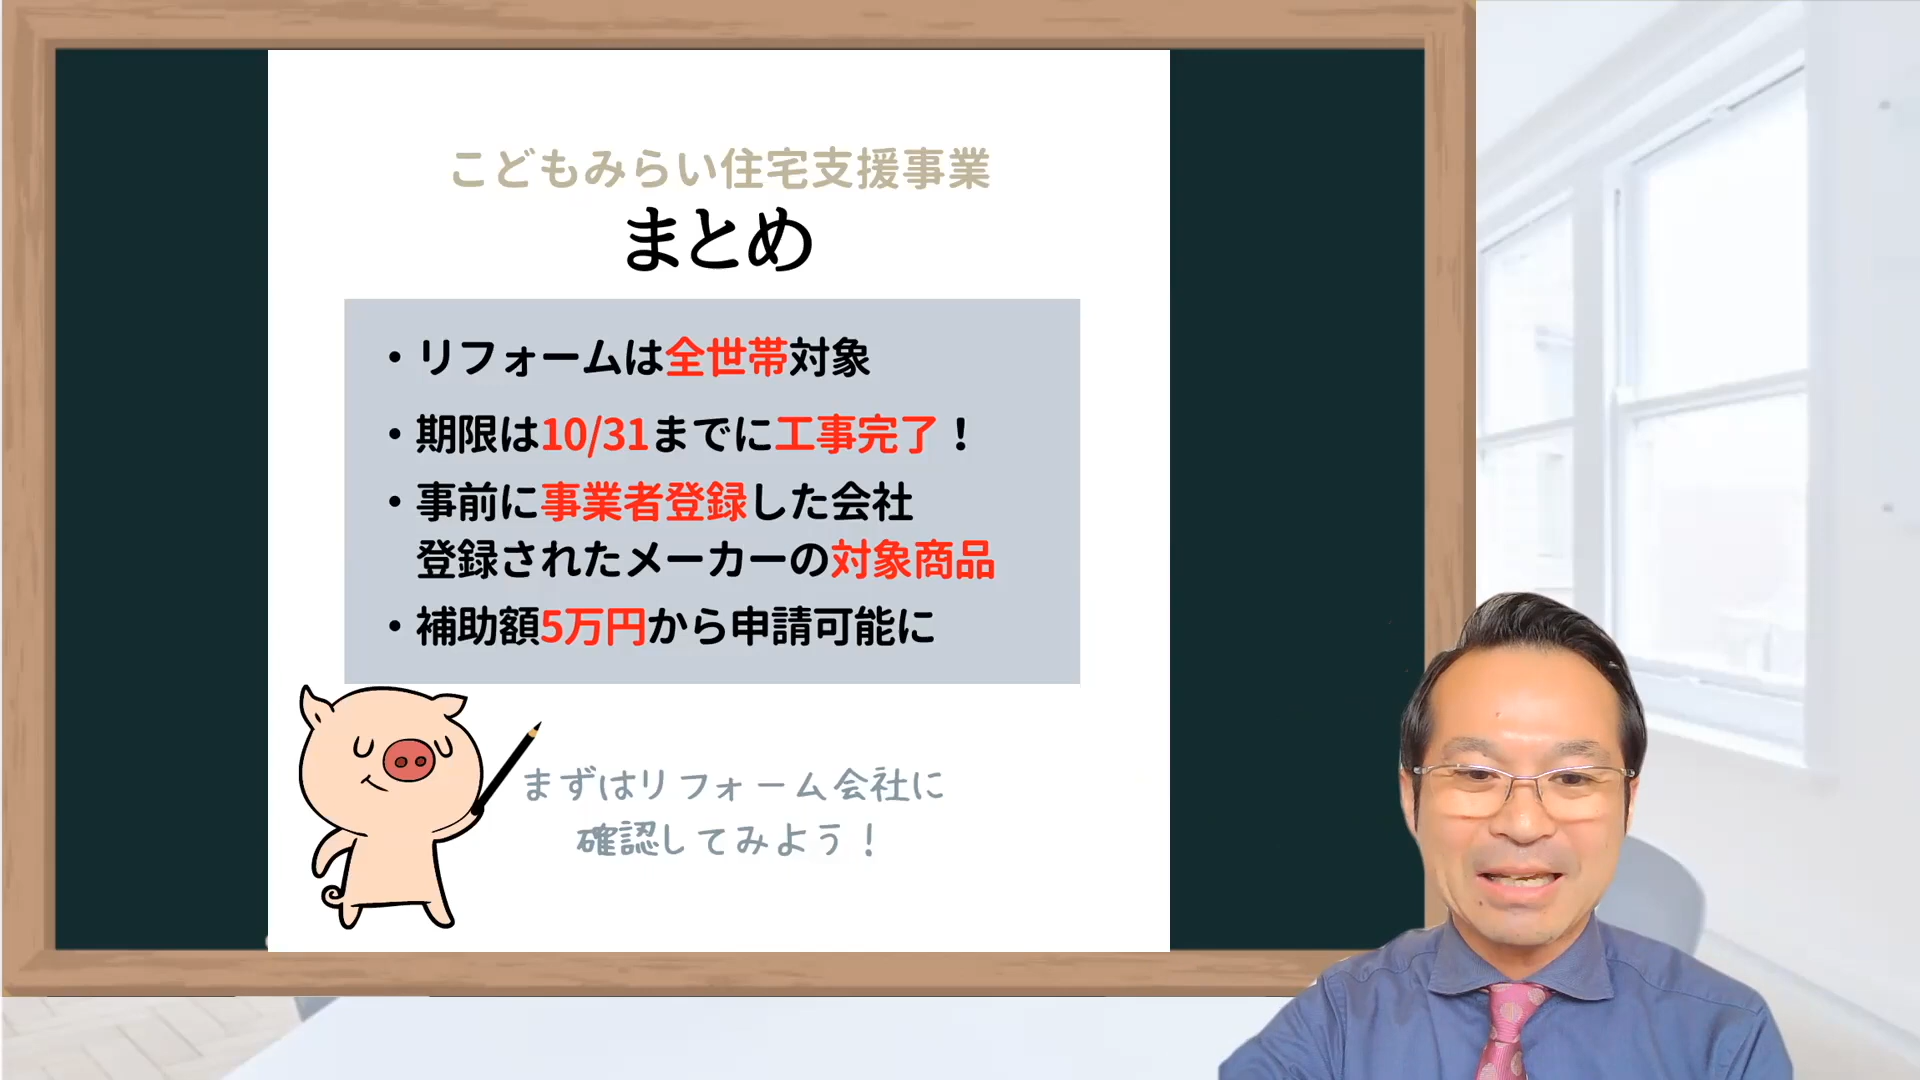 こどもみらい住宅支援事業
まとめ
・リフォームは全世帯対象
・期限は10/31までに工事完了！
・事前に事業者登録した会社
登録されたメーカーの対象商品
・補助額5万円から申請可能に
まずはリフォーム会社に
確認してみよう！